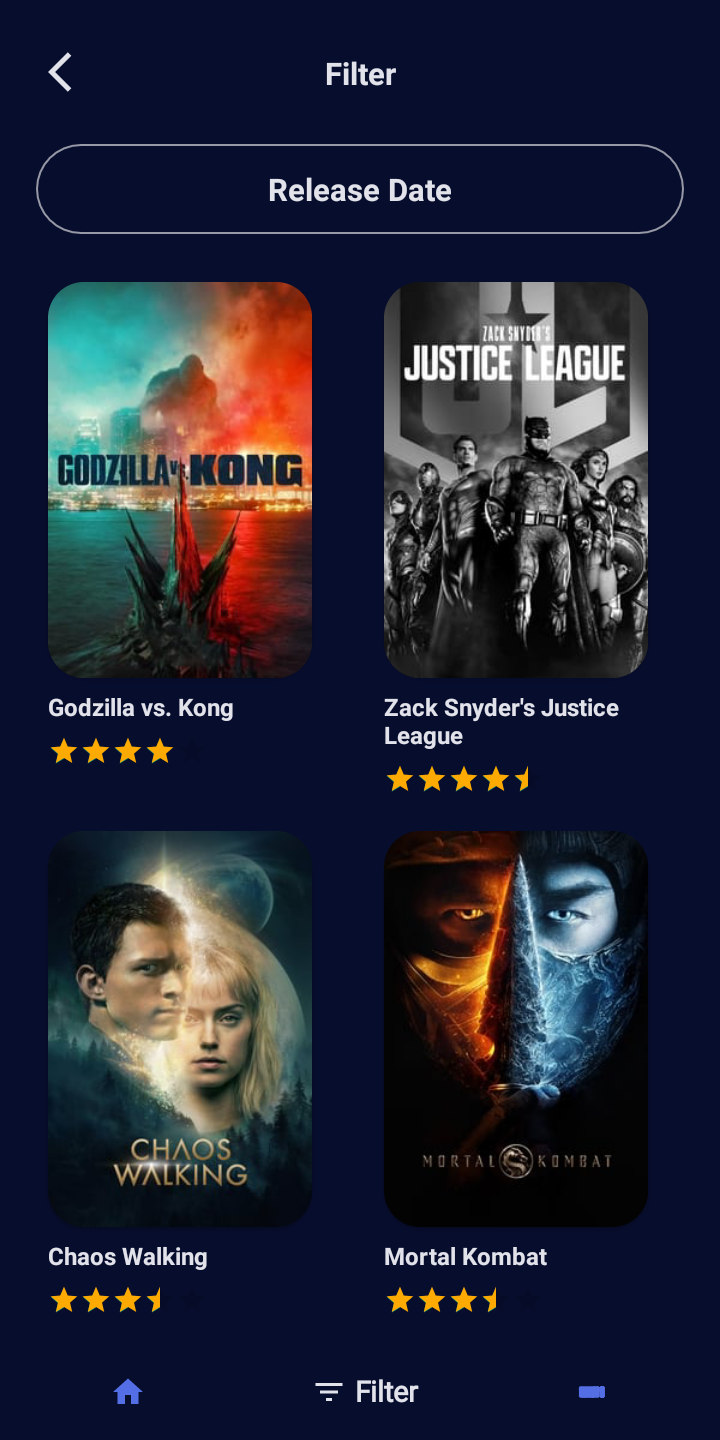 Filter
Release Date
GODZILLA vs. KONG
ZACK SNYDER'S
JUSTICE LEAGUE
Godzilla vs. Kong
Zack Snyder's Justice
League
CHAOS
WALKING
MORTAL KOMBAT
Chaos Walking
Mortal Kombat
Filter